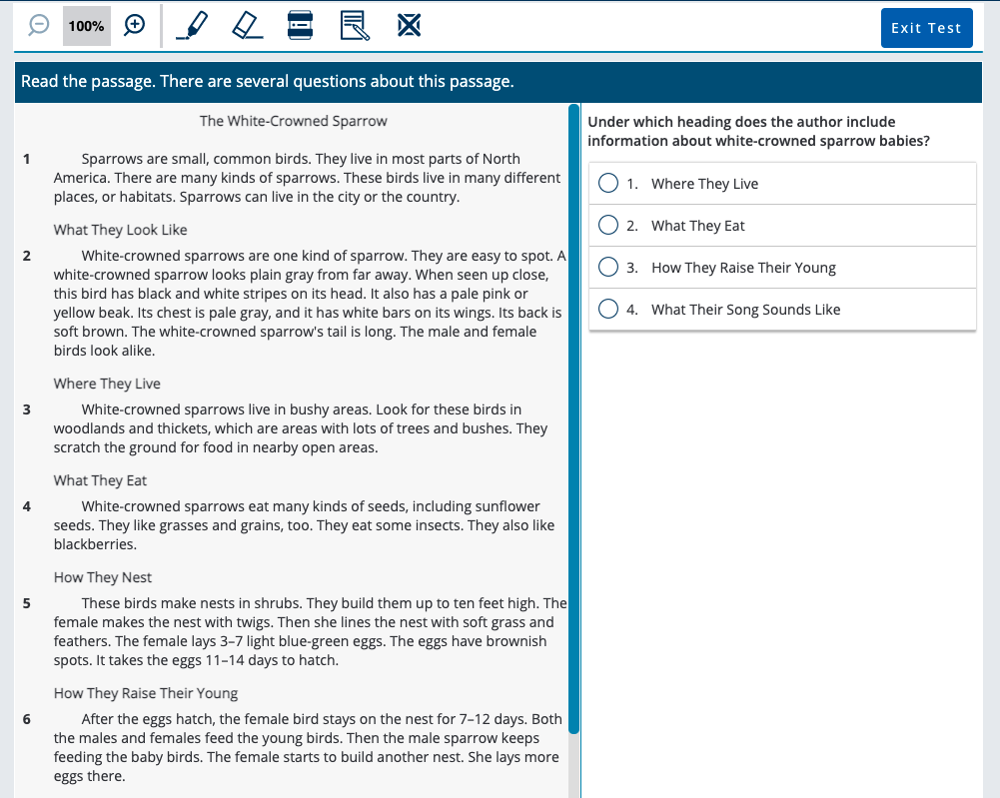 100%
Exit Test
Read the passage. There are several questions about this passage.
The White-Crowned Sparrow
1 Sparrows are small, common birds. They live in most parts of North
America. There are many kinds of sparrows. These birds live in many different
places, or habitats. Sparrows can live in the city or the country.
What They Look Like
2 White-crowned sparrows are one kind of sparrow. They are easy to spot. A
white-crowned sparrow looks plain gray from far away. When seen up close,
this bird has black and white stripes on its head. It also has a pale pink or
yellow beak. Its chest is pale gray, and it has white bars on its wings. Its back is
soft brown. The white-crowned sparrow's tail is long. The male and female
birds look alike.
Where They Live
3 White-crowned sparrows live in bushy areas. Look for these birds in
woodlands and thickets, which are areas with lots of trees and bushes. They
scratch the ground for food in nearby open areas.
What They Eat
4 White-crowned sparrows eat many kinds of seeds, including sunflower
seeds. They like grasses and grains, too. They eat some insects. They also like
blackberries.
How They Nest
5 These birds make nests in shrubs. They build them up to ten feet high. The
female makes the nest with twigs. Then she lines the nest with soft grass and
feathers. The female lays 3–7 light blue-green eggs. The eggs have brownish
spots. It takes the eggs 11–14 days to hatch.
How They Raise Their Young
6 After the eggs hatch, the female bird stays on the nest for 7–12 days. Both
the males and females feed the young birds. Then the male sparrow keeps
feeding the baby birds. The female starts to build another nest. She lays more
eggs there.
Under which heading does the author include
information about white-crowned sparrow babies?
1. Where They Live
2. What They Eat
3. How They Raise Their Young
4. What Their Song Sounds Like